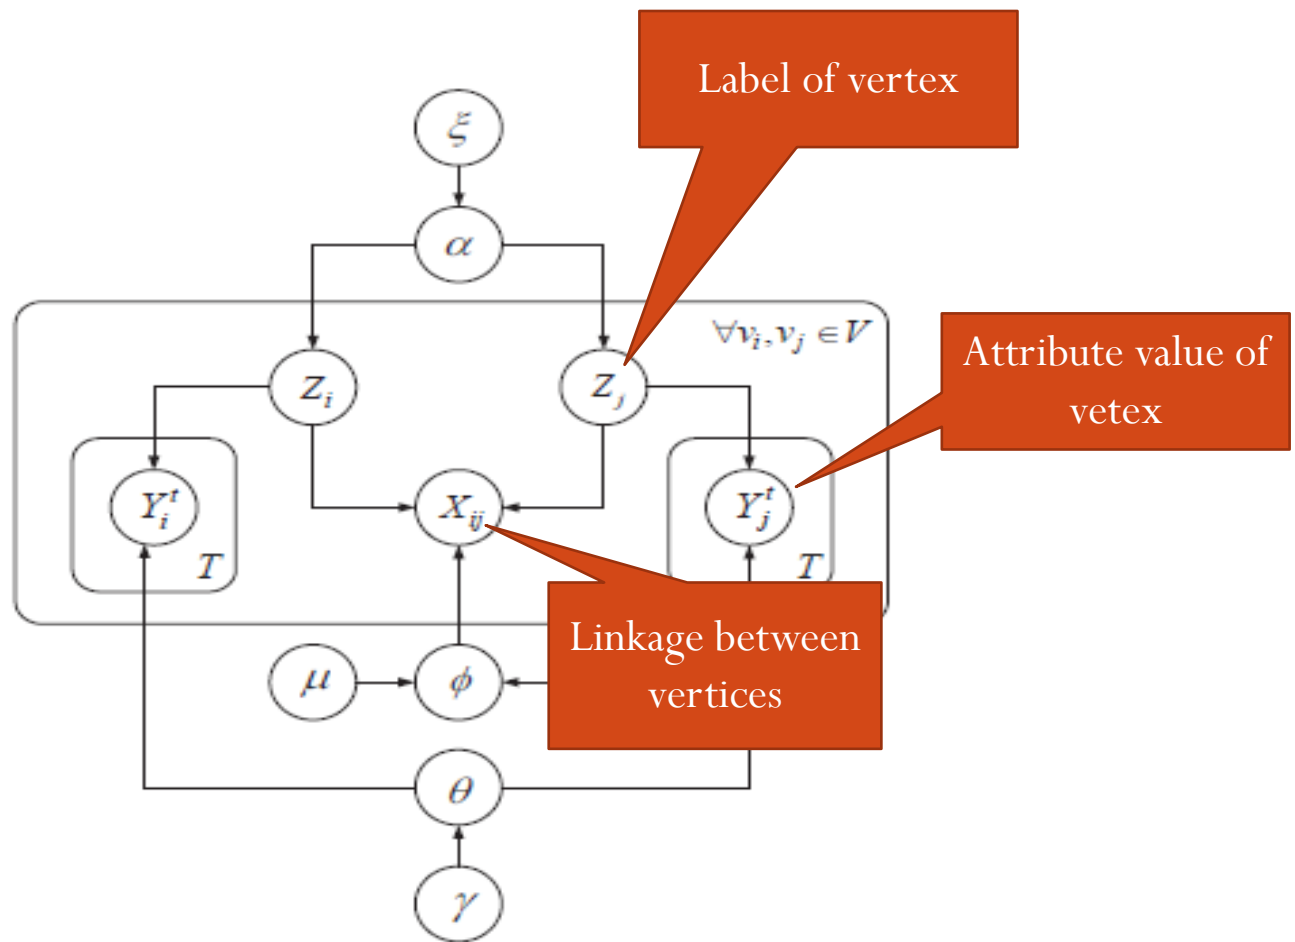 Label of vertex
ξ
α
∀v_i, v_j ∈ V
Attribute value of
vetex
Z_i
Z_j
Y_i^t
X_ij
Y_j^t
T
T
Linkage between
vertices
μ
ϕ
θ
γ